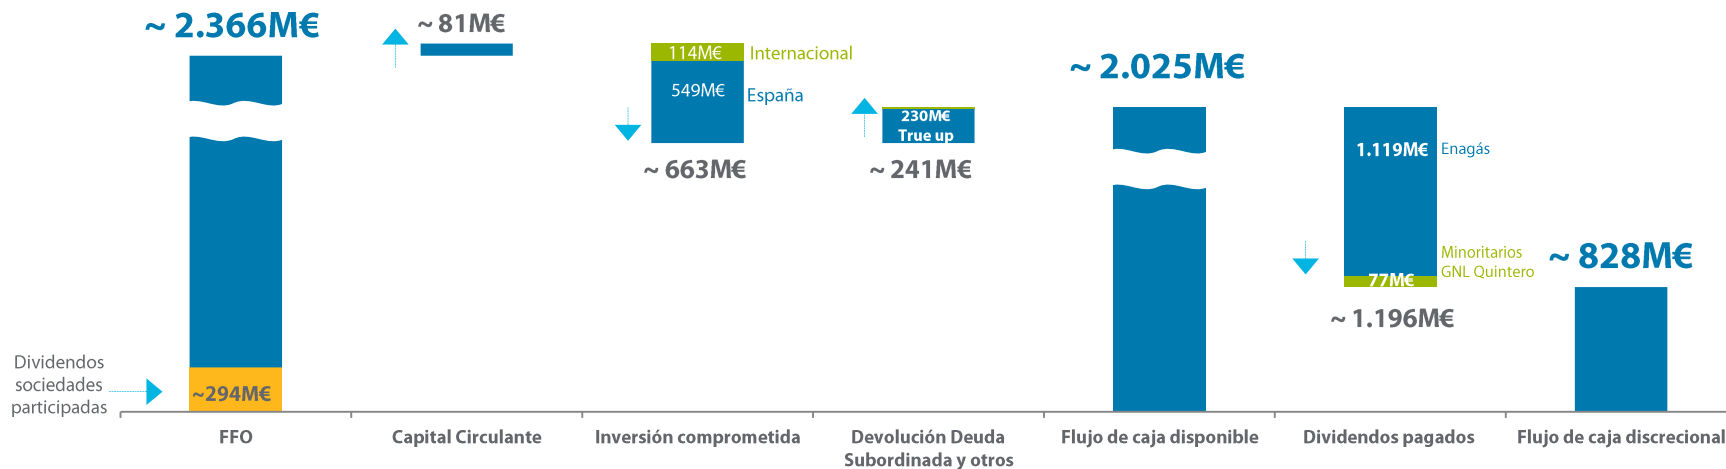 ~ 2.366M€
~ 81M€
114M€
Internacional
549M€
España
~ 663M€
230M€
True up
~ 241M€
~ 2.025M€
1.119M€
Enagás
Minoritarios
GNL Quintero
77M€
~ 1.196M€
~ 828M€
Dividendos
sociedades
participadas
~294M€
FFO
Capital Circulante
Inversión comprometida
Devolución Deuda
Subordinada y otros
Flujo de caja disponible
Dividendos pagados
Flujo de caja discrecional